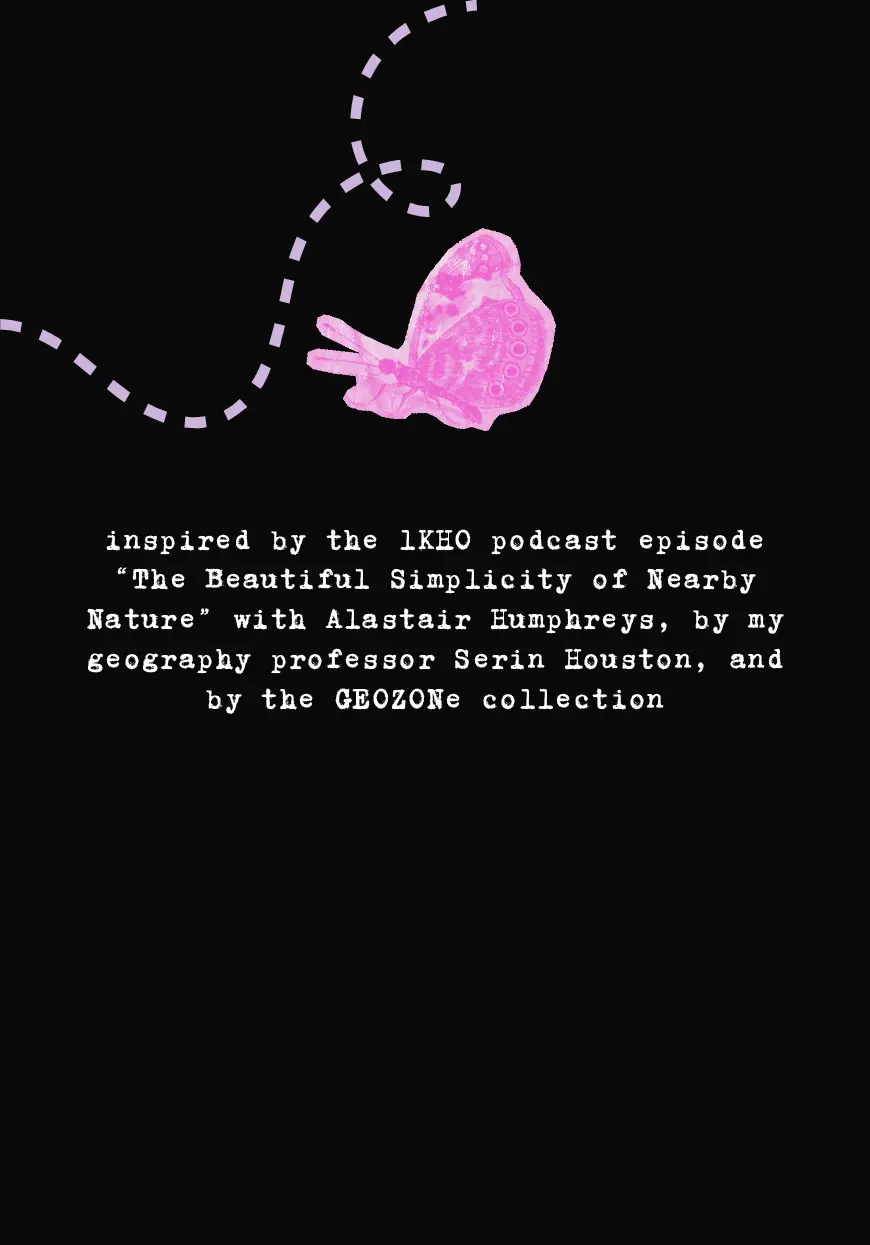 inspired by the 1KHO podcast episode
“The Beautiful Simplicity of Nearby
Nature” with Alastair Humphreys, by my
geography professor Serin Houston, and
by the GEOZONe collection